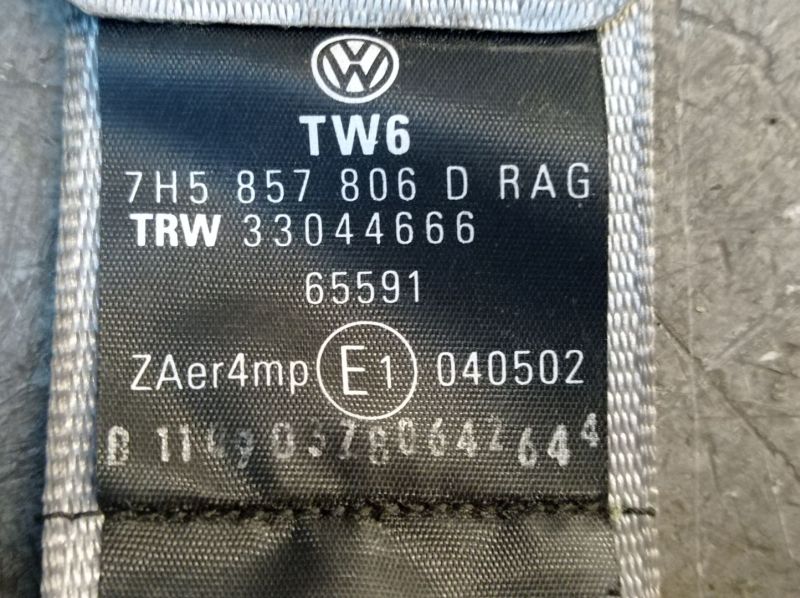 TW6
7H5 857 806 D RAG
TRW 33044666
65591
ZAer4mp E1 040502